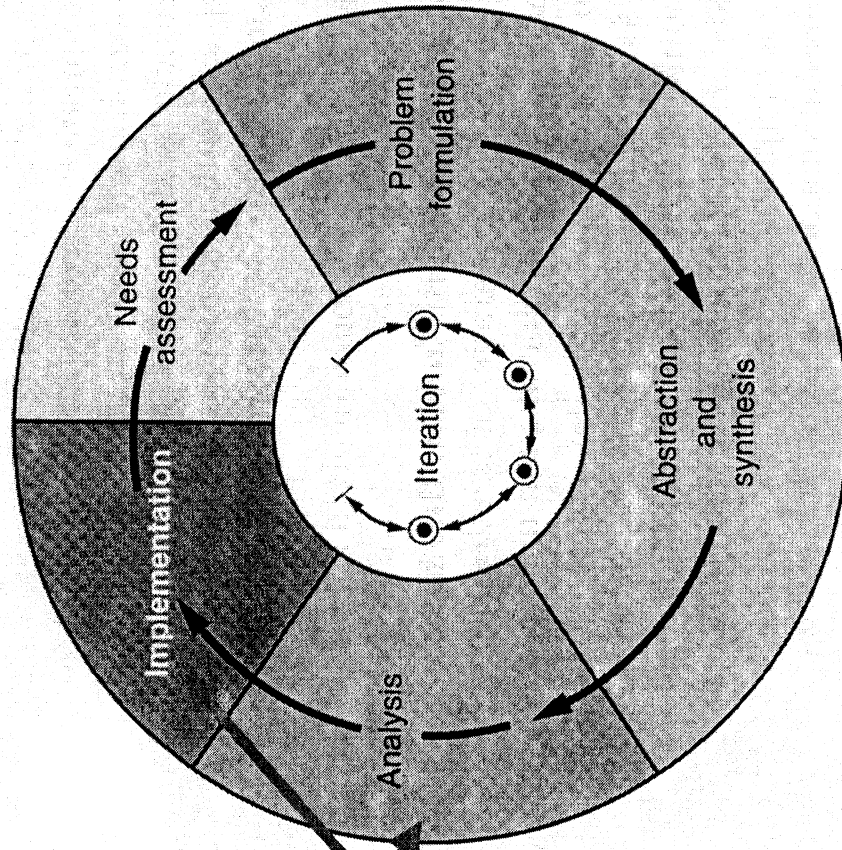 Needs
assessment
Problem
formulation
Abstraction
and
synthesis
Analysis
Implementation
Iteration